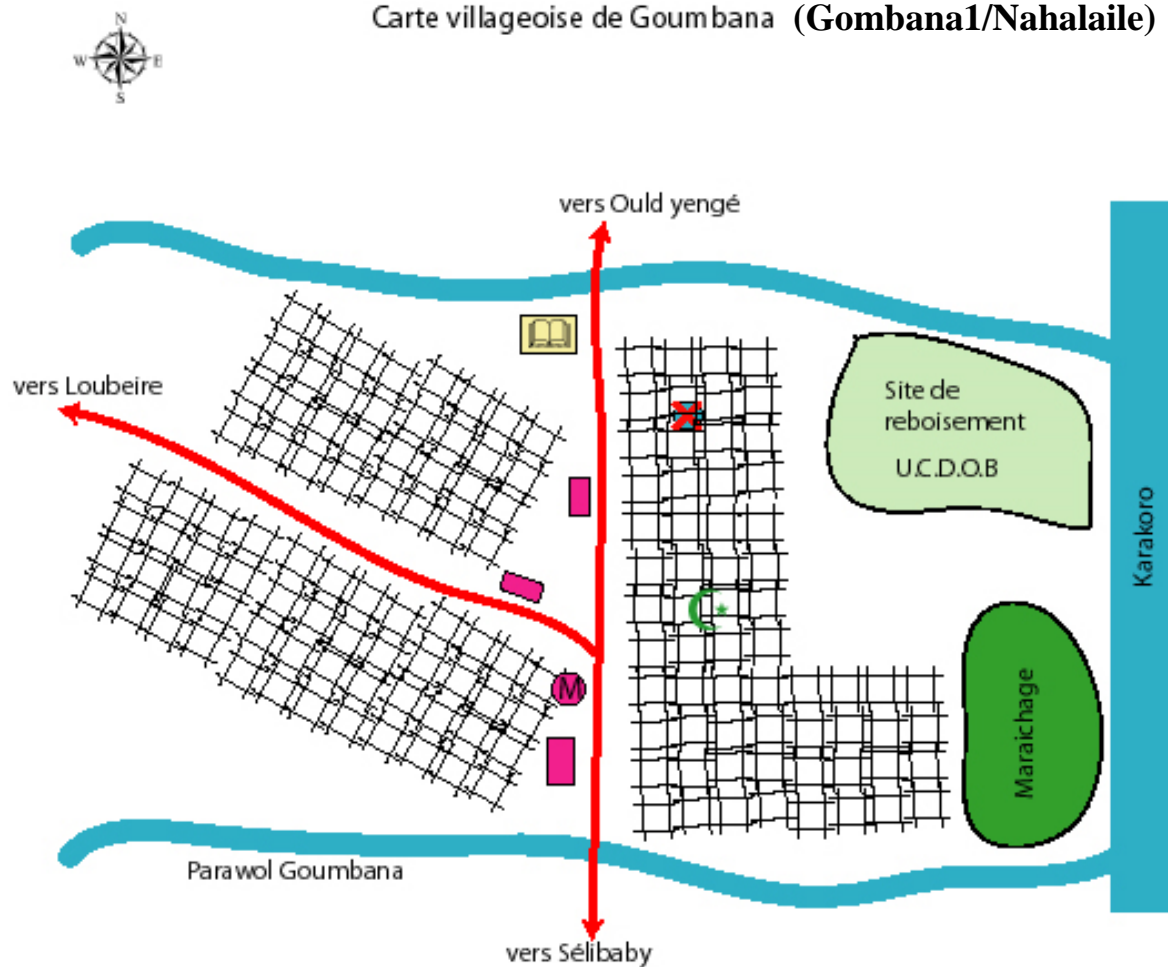 Carte villageoise de Goumbana (Gombana1/Nahalaile)
N
W E
S
vers Ould yengé
vers Loubeire
Site de
reboisement
U.C.D.O.B
Karakoro
M
Maraichage
Parawol Goumbana
vers Sélibaby